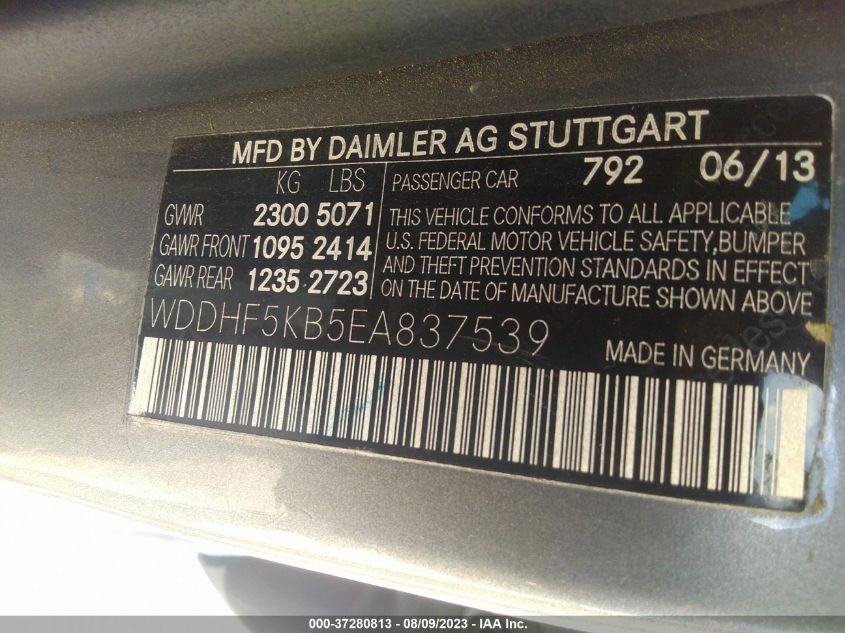 MFD BY DAIMLER AG STUTTGART
KG LBS
GVWR 2300 5071
GAWR FRONT 1095 2414
GAWR REAR 1235 2723
PASSENGER CAR 792 06/13
THIS VEHICLE CONFORMS TO ALL APPLICABLE
U.S. FEDERAL MOTOR VEHICLE SAFETY,BUMPER
AND THEFT PREVENTION STANDARDS IN EFFECT
ON THE DATE OF MANUFACTURE SHOWN ABOVE
WDDHF5KB5EA837539
MADE IN GERMANY
000-37280813 - 08/09/2023 - IAA Inc.